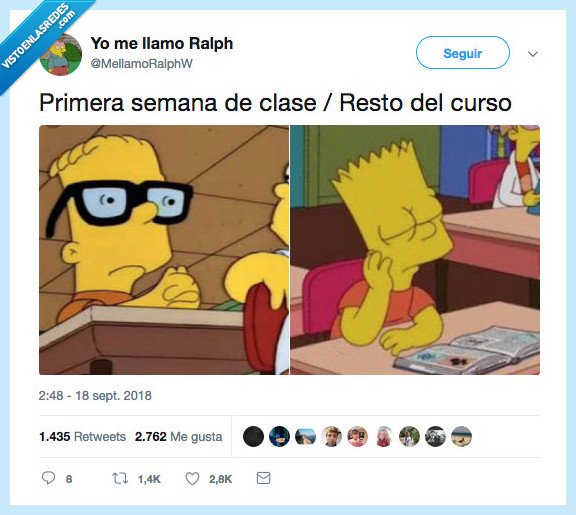 VISTOENLASREDES
.COM
Yo me llamo Ralph
@MellamoRalphW
Seguir
Primera semana de clase / Resto del curso
2:48 - 18 sept. 2018
1.435 Retweets 2.762 Me gusta
8 1,4K 2,8K